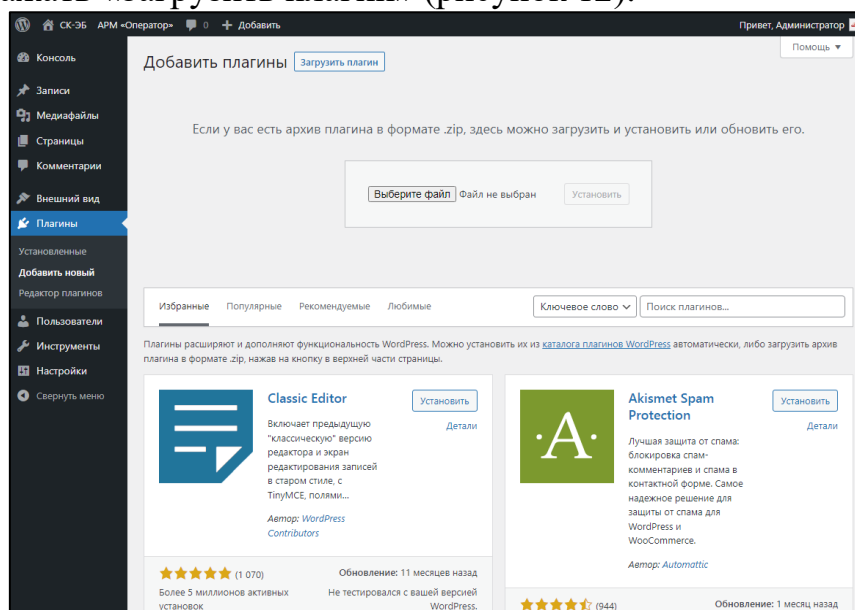 нажать «загрузить плагин» (рисунок 12).
СК-ЭБ АРМ «Оператор» 0 + Добавить Привет, Администратор
Помощь ▼
Консоль
Записи
Медиафайлы
Страницы
Комментарии
Внешний вид
Плагины
Установленные
Добавить новый
Редактор плагинов
Пользователи
Инструменты
Настройки
Свернуть меню
Добавить плагины Загрузить плагин
Если у вас есть архив плагина в формате .zip, здесь можно загрузить и установить или обновить его.
Выберите файл Файл не выбран Установить
Избранные Популярные Рекомендуемые Любимые Ключевое слово Поиск плагинов...
Плагины расширяют и дополняют функциональность WordPress. Можно установить их из каталога плагинов WordPress автоматически, либо загрузить архив
плагина в формате .zip, нажав на кнопку в верхней части страницы.
Classic Editor
Установить
Детали
Включает предыдущую
"классическую" версию
редактора и экран
редактирования записей
в старом стиле, с
TinyMCE, полями...
Автор: WordPress
Contributors
(1 070)
Более 5 миллионов активных
установок
Обновление: 11 месяцев назад
Не тестировался с вашей версией
WordPress.
·A·
Akismet Spam
Protection
Установить
Детали
Лучшая защита от спама:
блокировка спам-
комментариев и спама в
контактной форме. Самое
надежное решение для
защиты от спама для
WordPress и
WooCommerce.
Автор: Automattic
(944)
Обновление: 1 месяц назад